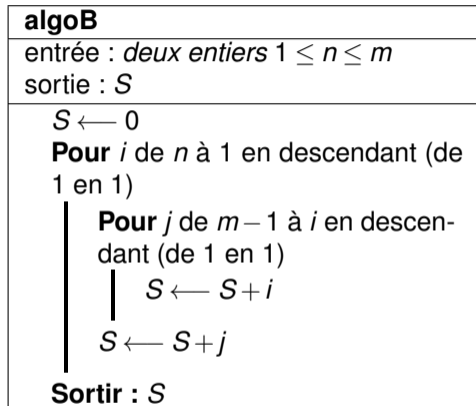 algoB
entrée : deux entiers 1 ≤ n ≤ m
sortie : S
S ⟵ 0
Pour i de n à 1 en descendant (de
1 en 1)
Pour j de m−1 à i en descen-
dant (de 1 en 1)
S ⟵ S+i
S ⟵ S+j
Sortir : S